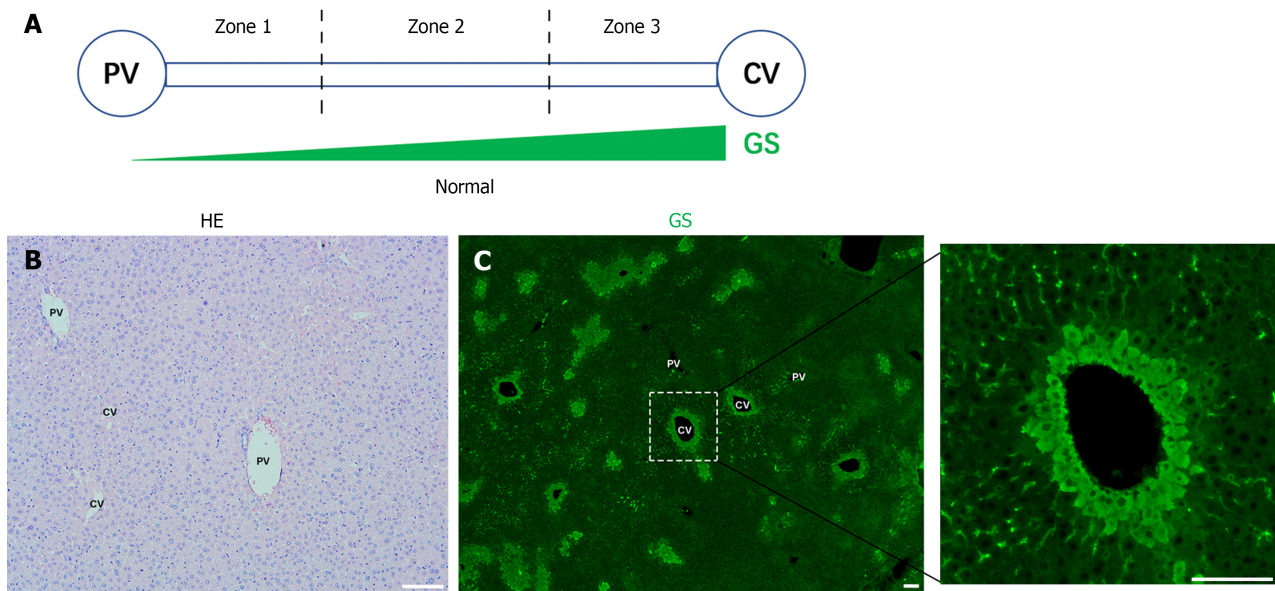 A
Zone 1
Zone 2
Zone 3
PV
CV
GS
Normal
HE
GS
B
PV
CV
PV
CV
C
PV
PV
CV
CV